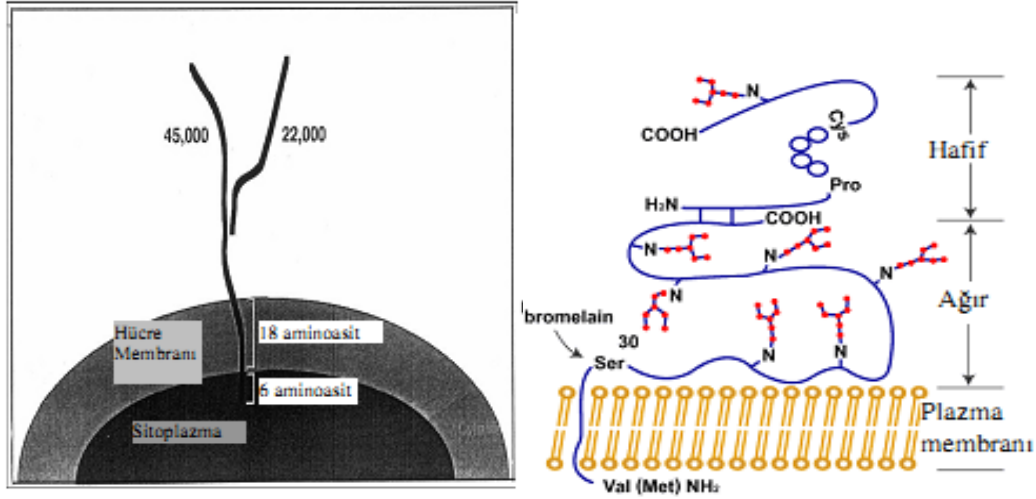 45,000
22,000
Hücre
Membranı
18 aminoasit
6 aminoasit
Sitoplazma
N
COOH
Cys
Pro
H₂N
COOH
N
N
N
N
bromelain
30
Ser
N
N
Val (Met) NH₂
Hafif
Ağır
Plazma
membranı